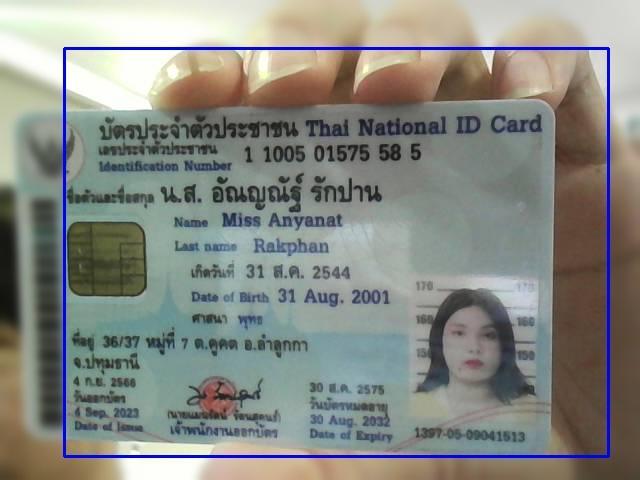 บัตรประจำตัวประชาชน Thai National ID Card
เลขประจำตัวประชาชน
Identification Number
1 1005 01575 58 5
ชื่อตัวและชื่อสกุล น.ส. อัณญณัฐ์ รักปาน
Name Miss Anyanat
Last name Rakphan
เกิดวันที่ 31 ส.ค. 2544
Date of Birth 31 Aug. 2001
ศาสนา พุทธ
ที่อยู่ 36/37 หมู่ที่ 7 ต.คูคต อ.ลำลูกกา
จ.ปทุมธานี
4 ก.ย. 2566
วันออกบัตร
4 Sep. 2023
Date of Issue
เจ้าพนักงานออกบัตร
30 ส.ค. 2575
วันบัตรหมดอายุ
30 Aug. 2032
Date of Expiry
170 170
160 160
150 150
1397-05-09041513